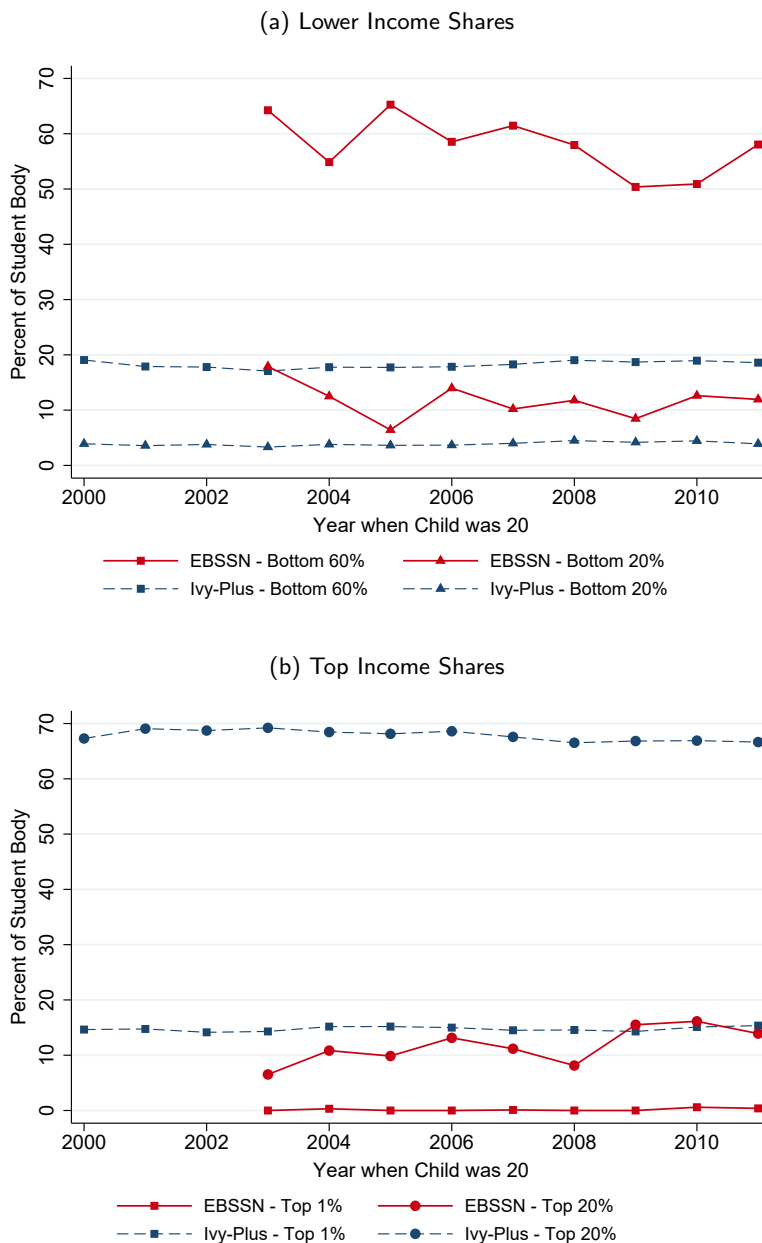 (a) Lower Income Shares
70
60
50
40
30
20
10
0
Percent of Student Body
2000 2002 2004 2006 2008 2010
Year when Child was 20
EBSSN - Bottom 60% EBSSN - Bottom 20%
Ivy-Plus - Bottom 60% Ivy-Plus - Bottom 20%
(b) Top Income Shares
70
60
50
40
30
20
10
0
Percent of Student Body
2000 2002 2004 2006 2008 2010
Year when Child was 20
EBSSN - Top 1% EBSSN - Top 20%
Ivy-Plus - Top 1% Ivy-Plus - Top 20%